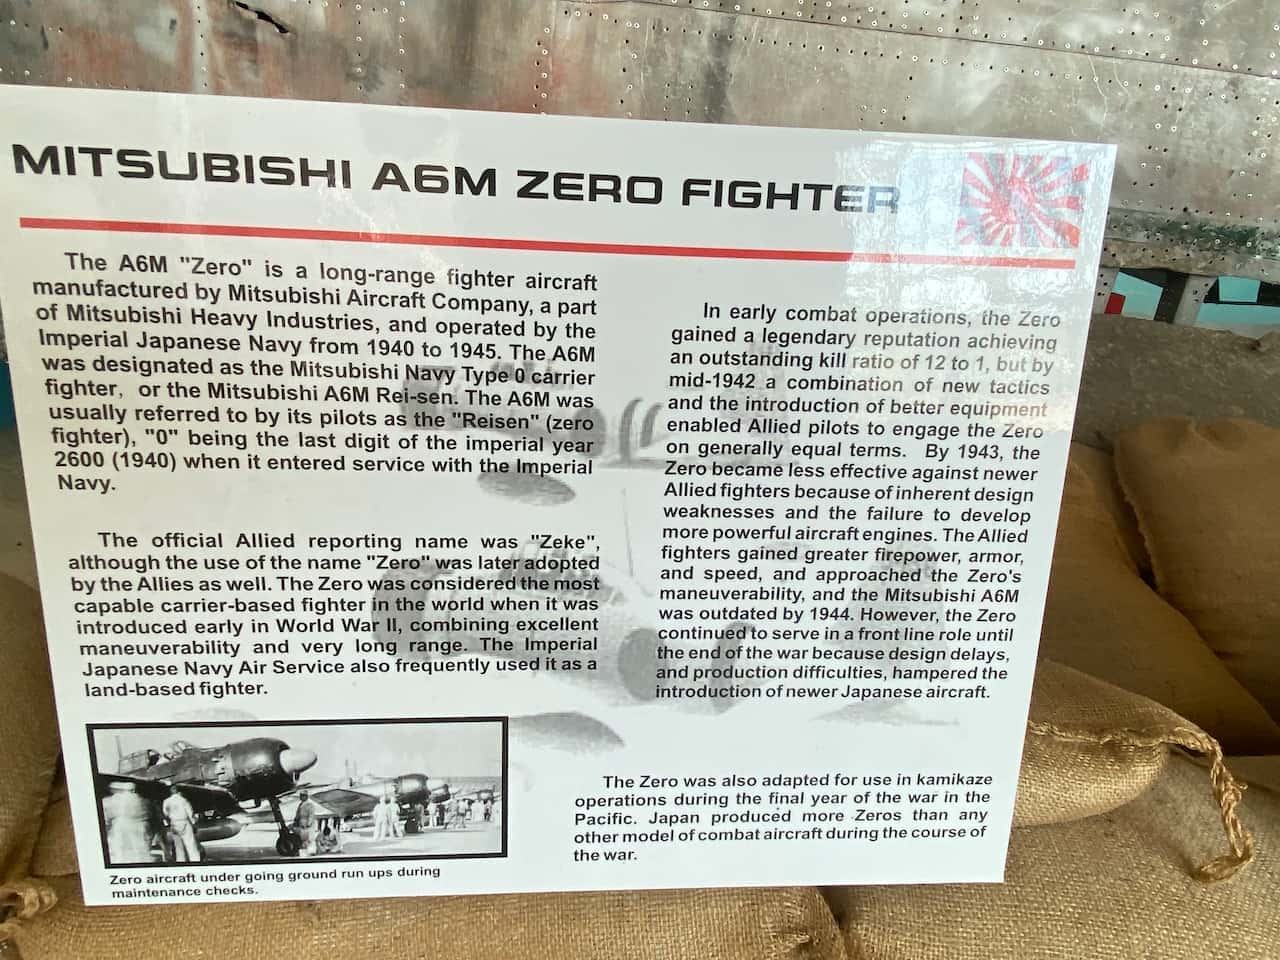 MITSUBISHI A6M ZERO FIGHTER
The A6M "Zero" is a long-range fighter aircraft
manufactured by Mitsubishi Aircraft Company, a part
of Mitsubishi Heavy Industries, and operated by the
Imperial Japanese Navy from 1940 to 1945. The A6M
was designated as the Mitsubishi Navy Type 0 carrier
fighter, or the Mitsubishi A6M Rei-sen. The A6M was
usually referred to by its pilots as the "Reisen" (zero
fighter), "0" being the last digit of the imperial year
2600 (1940) when it entered service with the Imperial
Navy.
The official Allied reporting name was "Zeke",
although the use of the name "Zero" was later adopted
by the Allies as well. The Zero was considered the most
capable carrier-based fighter in the world when it was
introduced early in World War II, combining excellent
maneuverability and very long range. The Imperial
Japanese Navy Air Service also frequently used it as a
land-based fighter.
Zero aircraft under going ground run ups during
maintenance checks.
In early combat operations, the Zero
gained a legendary reputation achieving
an outstanding kill ratio of 12 to 1, but by
mid-1942 a combination of new tactics
and the introduction of better equipment
enabled Allied pilots to engage the Zero
on generally equal terms. By 1943, the
Zero became less effective against newer
Allied fighters because of inherent design
weaknesses and the failure to develop
more powerful aircraft engines. The Allied
fighters gained greater firepower, armor,
and speed, and approached the Zero's
maneuverability, and the Mitsubishi A6M
was outdated by 1944. However, the Zero
continued to serve in a front line role until
the end of the war because design delays,
and production difficulties, hampered the
introduction of newer Japanese aircraft.
The Zero was also adapted for use in kamikaze
operations during the final year of the war in the
Pacific. Japan produced more Zeros than any
other model of combat aircraft during the course of
the war.